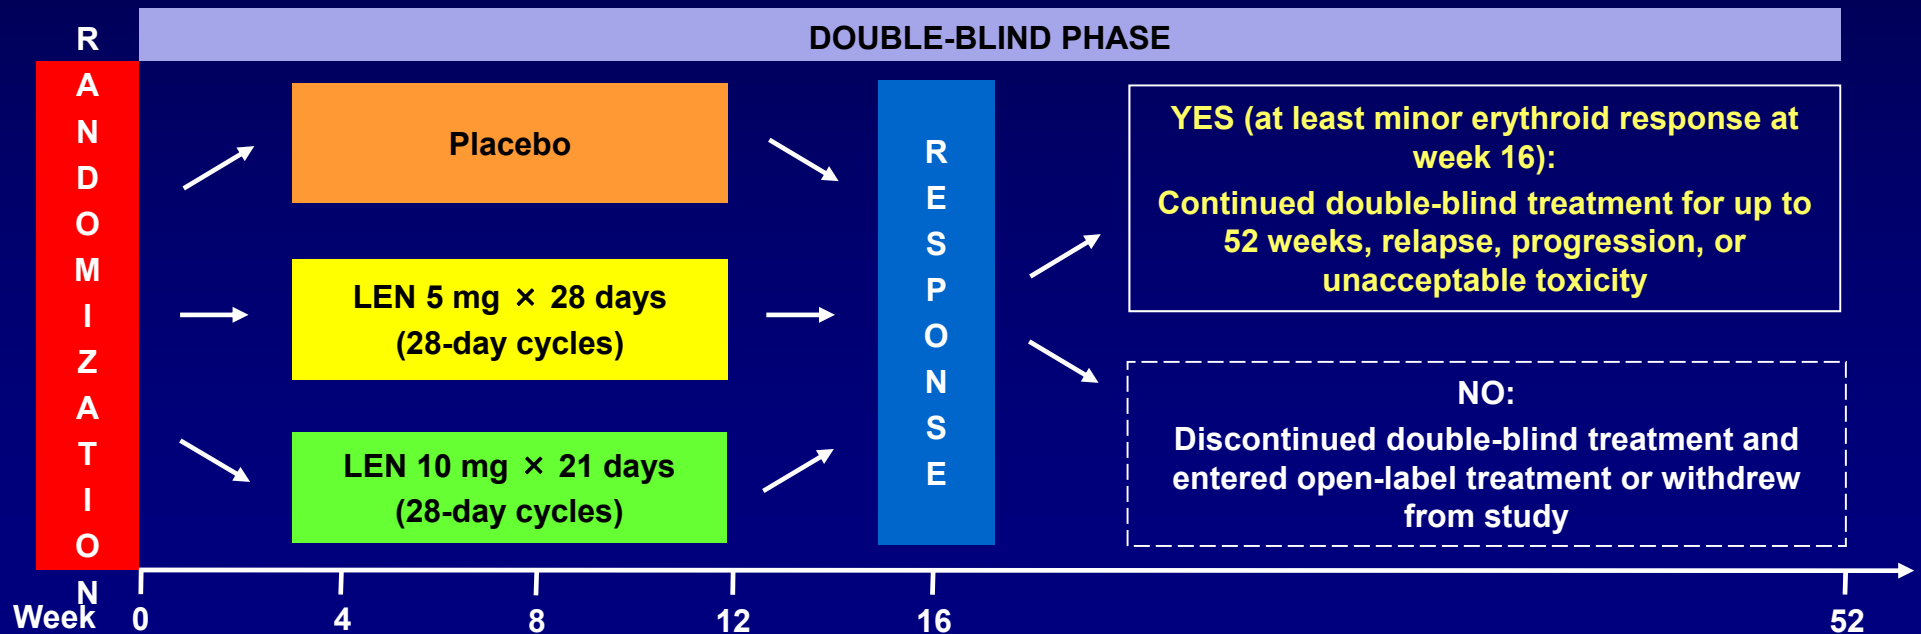 DOUBLE-BLIND PHASE
RANDOMIZATION
Placebo
LEN 5 mg × 28 days
(28-day cycles)
LEN 10 mg × 21 days
(28-day cycles)
RESPONSE
YES (at least minor erythroid response at
week 16):
Continued double-blind treatment for up to
52 weeks, relapse, progression, or
unacceptable toxicity
NO:
Discontinued double-blind treatment and
entered open-label treatment or withdrew
from study
Week 0 4 8 12 16 52